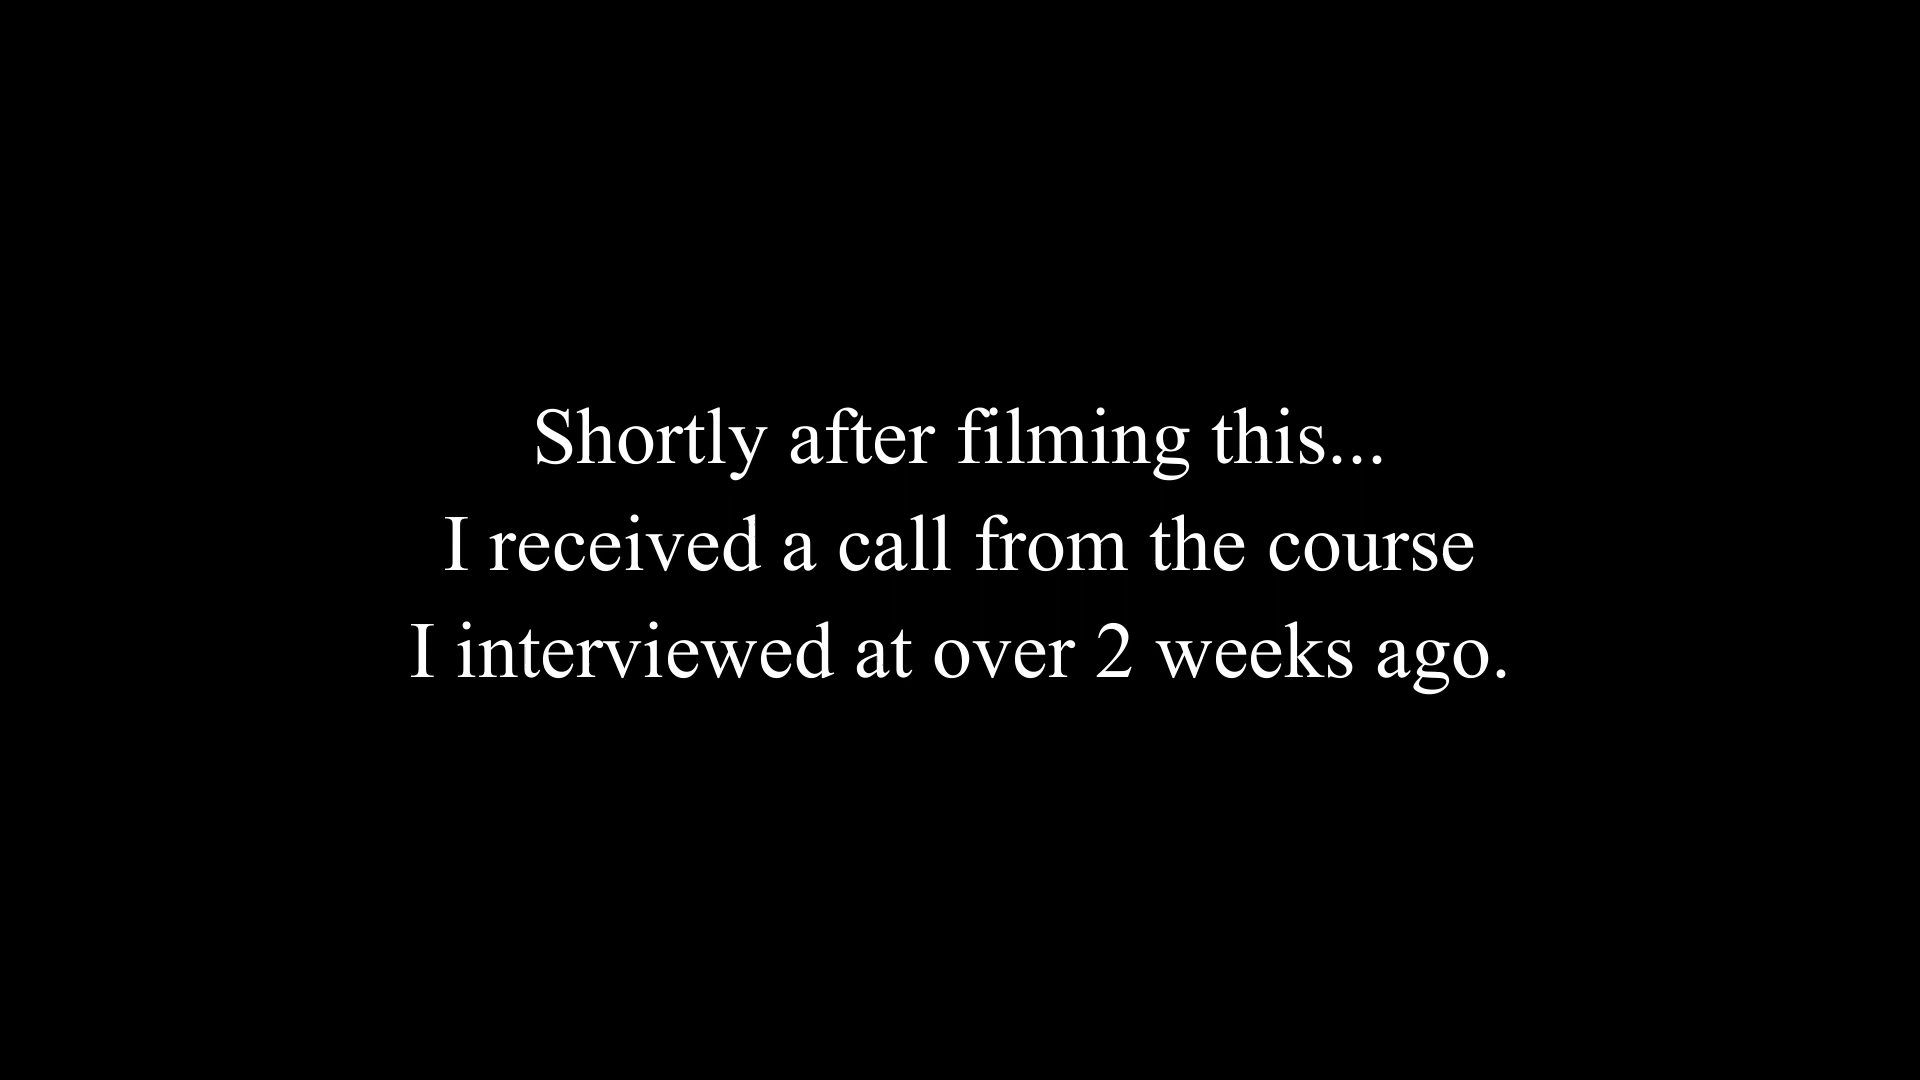 Shortly after filming this...
I received a call from the course
I interviewed at over 2 weeks ago.